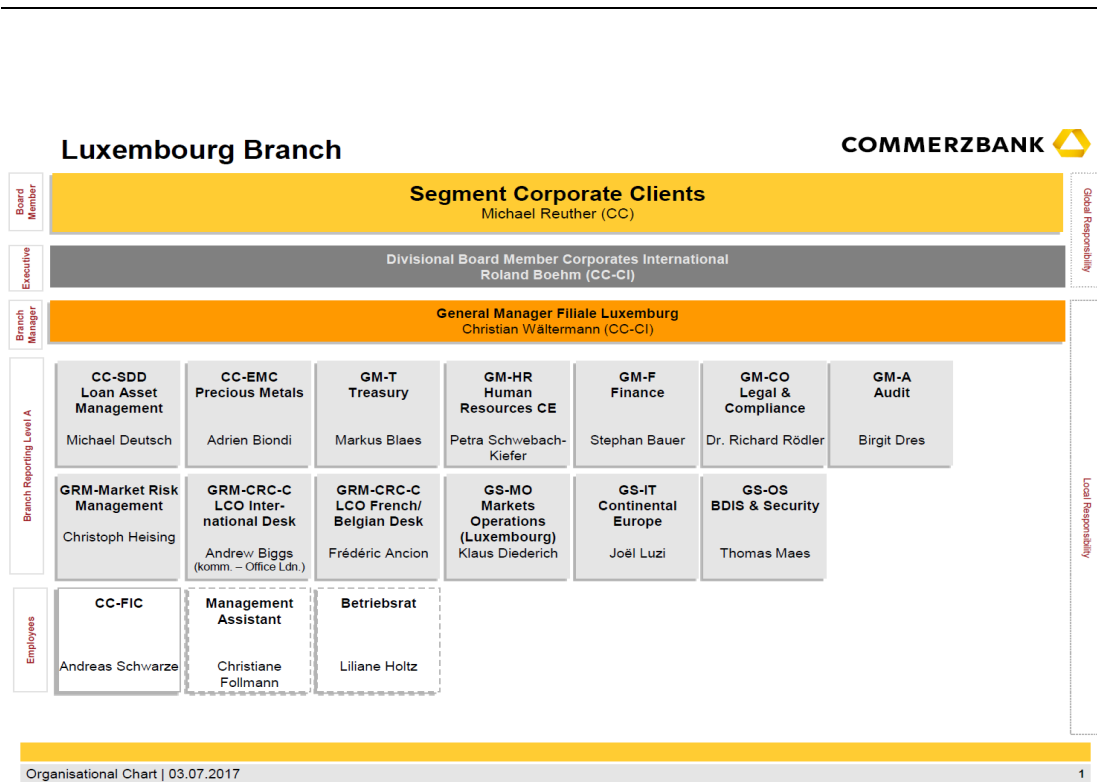 Luxembourg Branch
COMMERZBANK
Board
Member
Segment Corporate Clients
Michael Reuther (CC)
Global Responsibility
Executive
Divisional Board Member Corporates International
Roland Boehm (CC-CI)
Branch
Manager
General Manager Filiale Luxemburg
Christian Wältermann (CC-CI)
Branch Reporting Level A
CC-SDD
Loan Asset
Management
Michael Deutsch
CC-EMC
Precious Metals
Adrien Biondi
GM-T
Treasury
Markus Blaes
GM-HR
Human
Resources CE
Petra Schwebach-
Kiefer
GM-F
Finance
Stephan Bauer
GM-CO
Legal &
Compliance
Dr. Richard Rödler
GM-A
Audit
Birgit Dres
GRM-Market Risk
Management
Christoph Heising
GRM-CRC-C
LCO Inter-
national Desk
Andrew Biggs
(komm. – Office Ldn.)
GRM-CRC-C
LCO French/
Belgian Desk
Frédéric Ancion
GS-MO
Markets
Operations
(Luxembourg)
Klaus Diederich
GS-IT
Continental
Europe
Joël Luzi
GS-OS
BDIS & Security
Thomas Maes
Local Responsibility
Employees
CC-FIC
Andreas Schwarze
Management
Assistant
Christiane
Follmann
Betriebsrat
Liliane Holtz
Organisational Chart | 03.07.2017
1